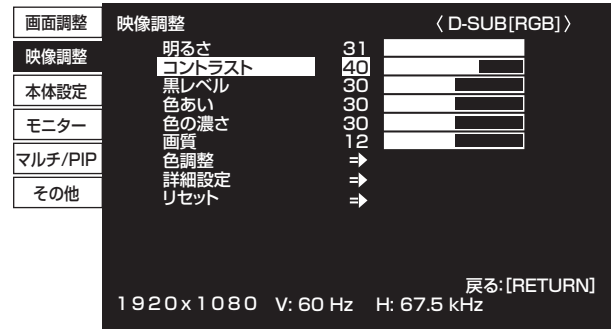 画面調整
映像調整
本体設定
モニター
マルチ/PIP
その他
映像調整 〈 D-SUB[RGB] 〉
明るさ 31
コントラスト 40
黒レベル 30
色あい 30
色の濃さ 30
画質 12
色調整
詳細設定
リセット
戻る:[RETURN]
1920x1080 V: 60 Hz H: 67.5 kHz